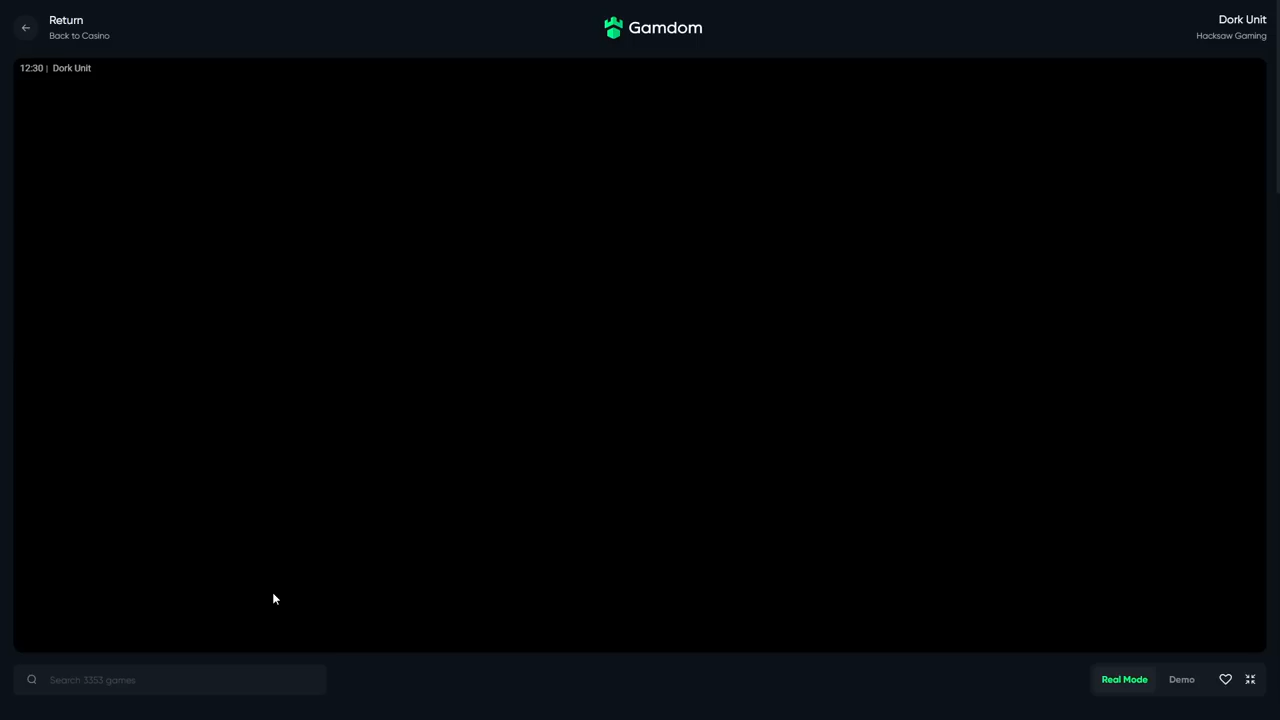 Return
Back to Casino
Gamdom
Dork Unit
Hacksaw Gaming
12:30 | Dork Unit
Search 3353 games
Real Mode
Demo